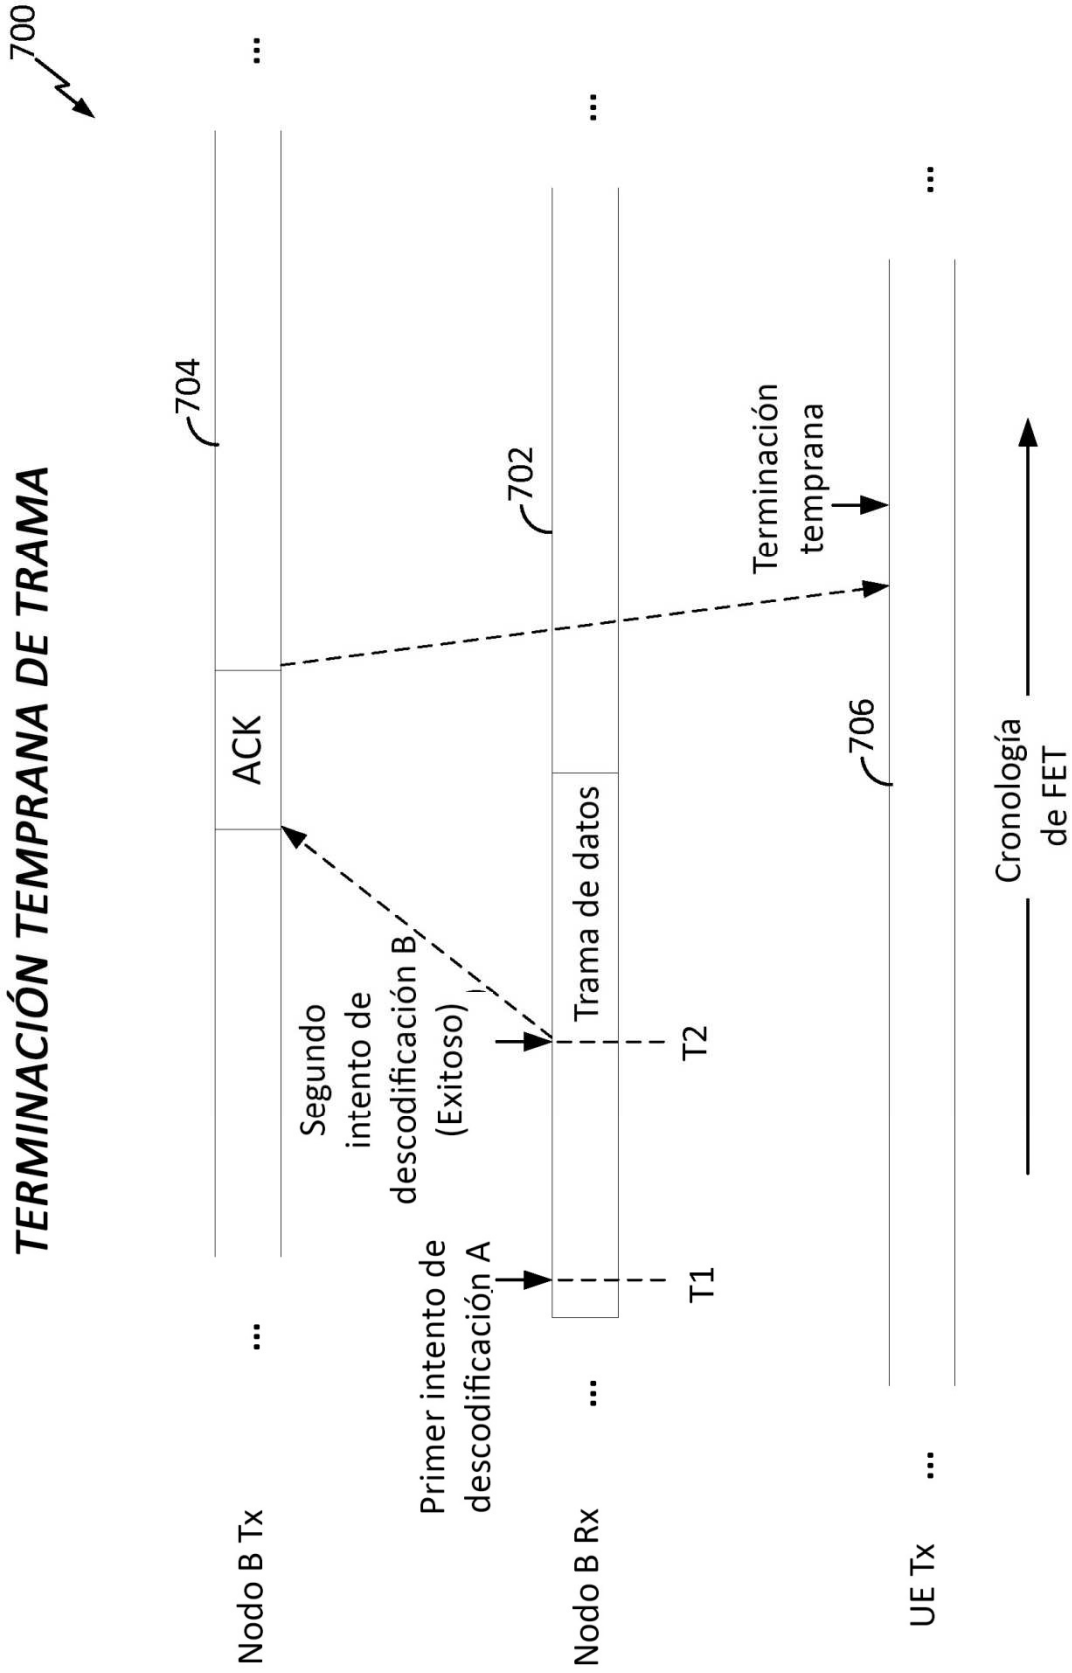 TERMINACIÓN TEMPRANA DE TRAMA
700
Nodo B Tx
...
ACK
704
...
Segundo
intento de
descodificación B
(Exitoso)
Primer intento de
descodificación A
Nodo B Rx
...
Trama de datos
702
...
T1
T2
Terminación
temprana
706
UE Tx
...
...
Cronología
de FET